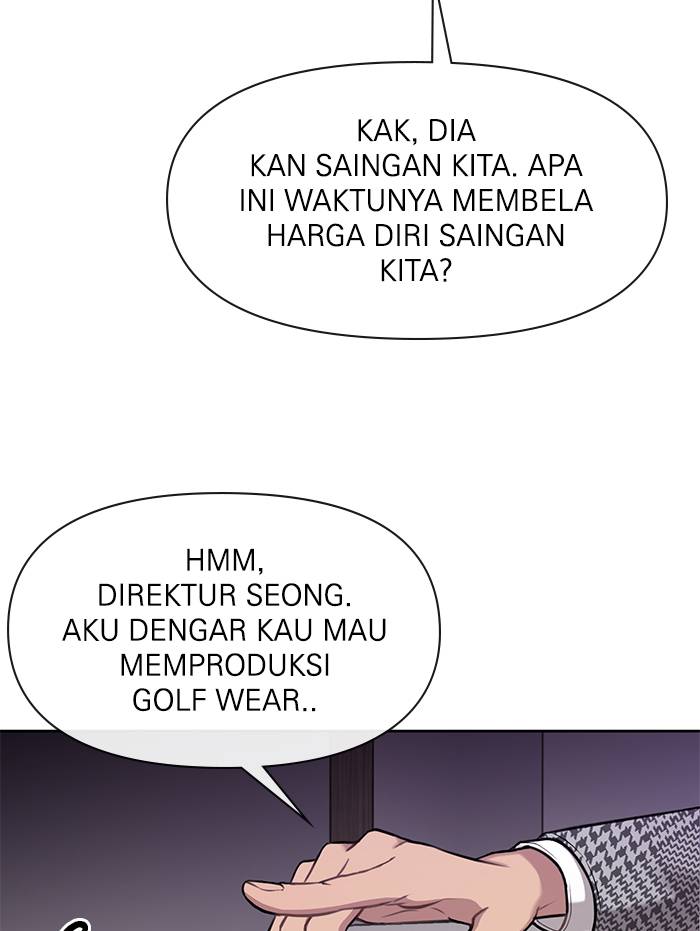 KAK, DIA
KAN SAINGAN KITA. APA
INI WAKTUNYA MEMBELA
HARGA DIRI SAINGAN
KITA?
HMM,
DIREKTUR SEONG.
AKU DENGAR KAU MAU
MEMPRODUKSI
GOLF WEAR..